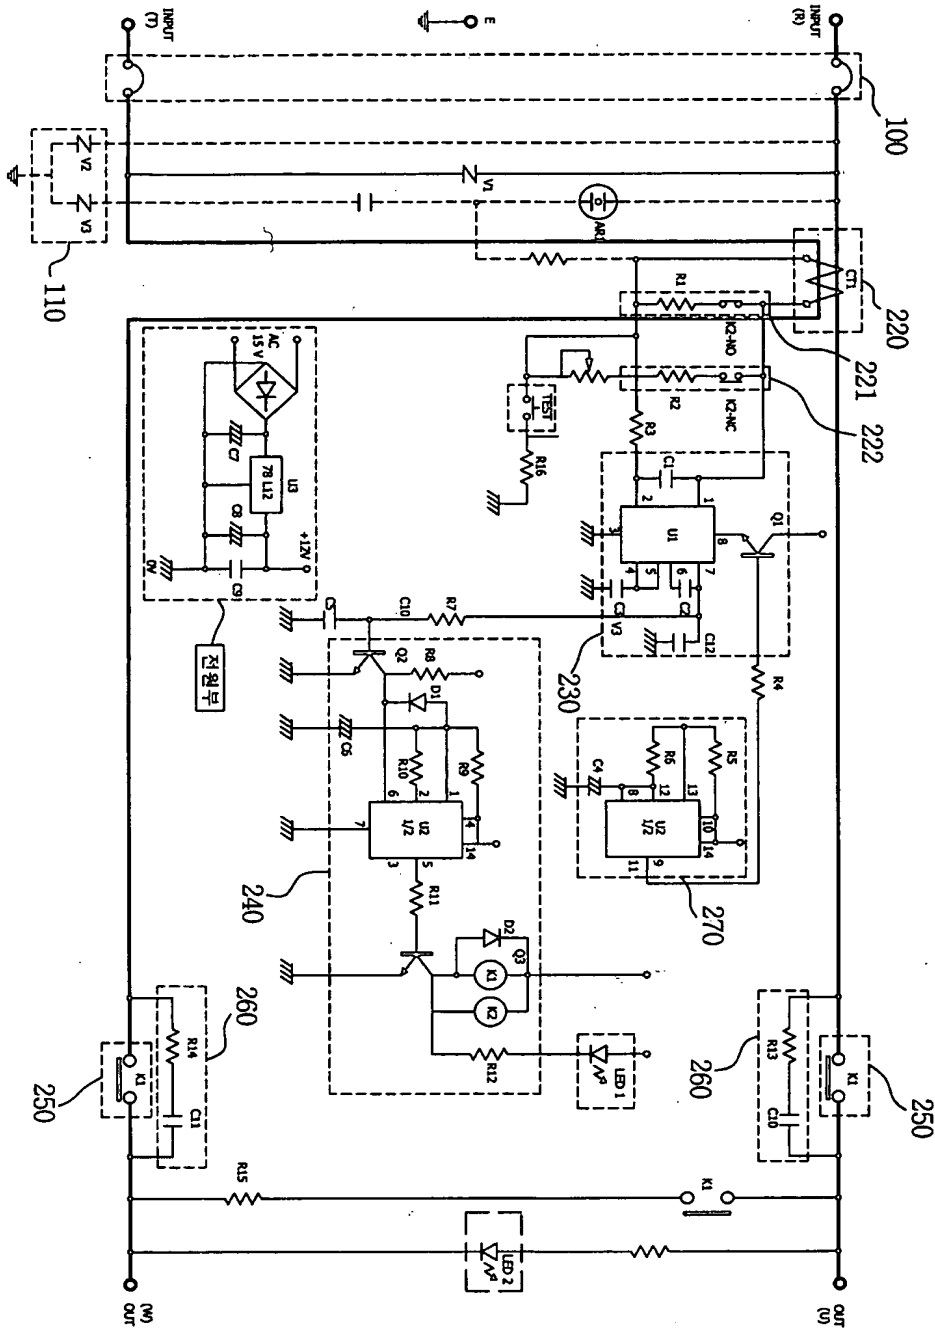 INPUT
(R)
INPUT
(T)
E
100
V2
V3
110
V1
AR1
CT1
220
R1
K2-NO
221
R2
K2-NC
222
TEST
R16
R3
C1
2
1
U1
3
8
4
5
6
7
Q1
C3
V3
C2
C12
230
AC
15 V
C7
78 L12
U3
C8
C9
+12V
0V
전원부
C5
C10
R7
R4
Q2
R8
D1
C6
R10
R9
6
2
1
U2
1/2
7
14
14
3
5
R11
240
R5
R6
C4
8
12
13
U2
1/2
10
14
11
9
270
D2
Q3
K1
K2
R12
LED 1
R14
C11
260
K1
250
R13
C10
260
K1
250
R15
K1
LED 2
(W)
OUT
(U)
OUT